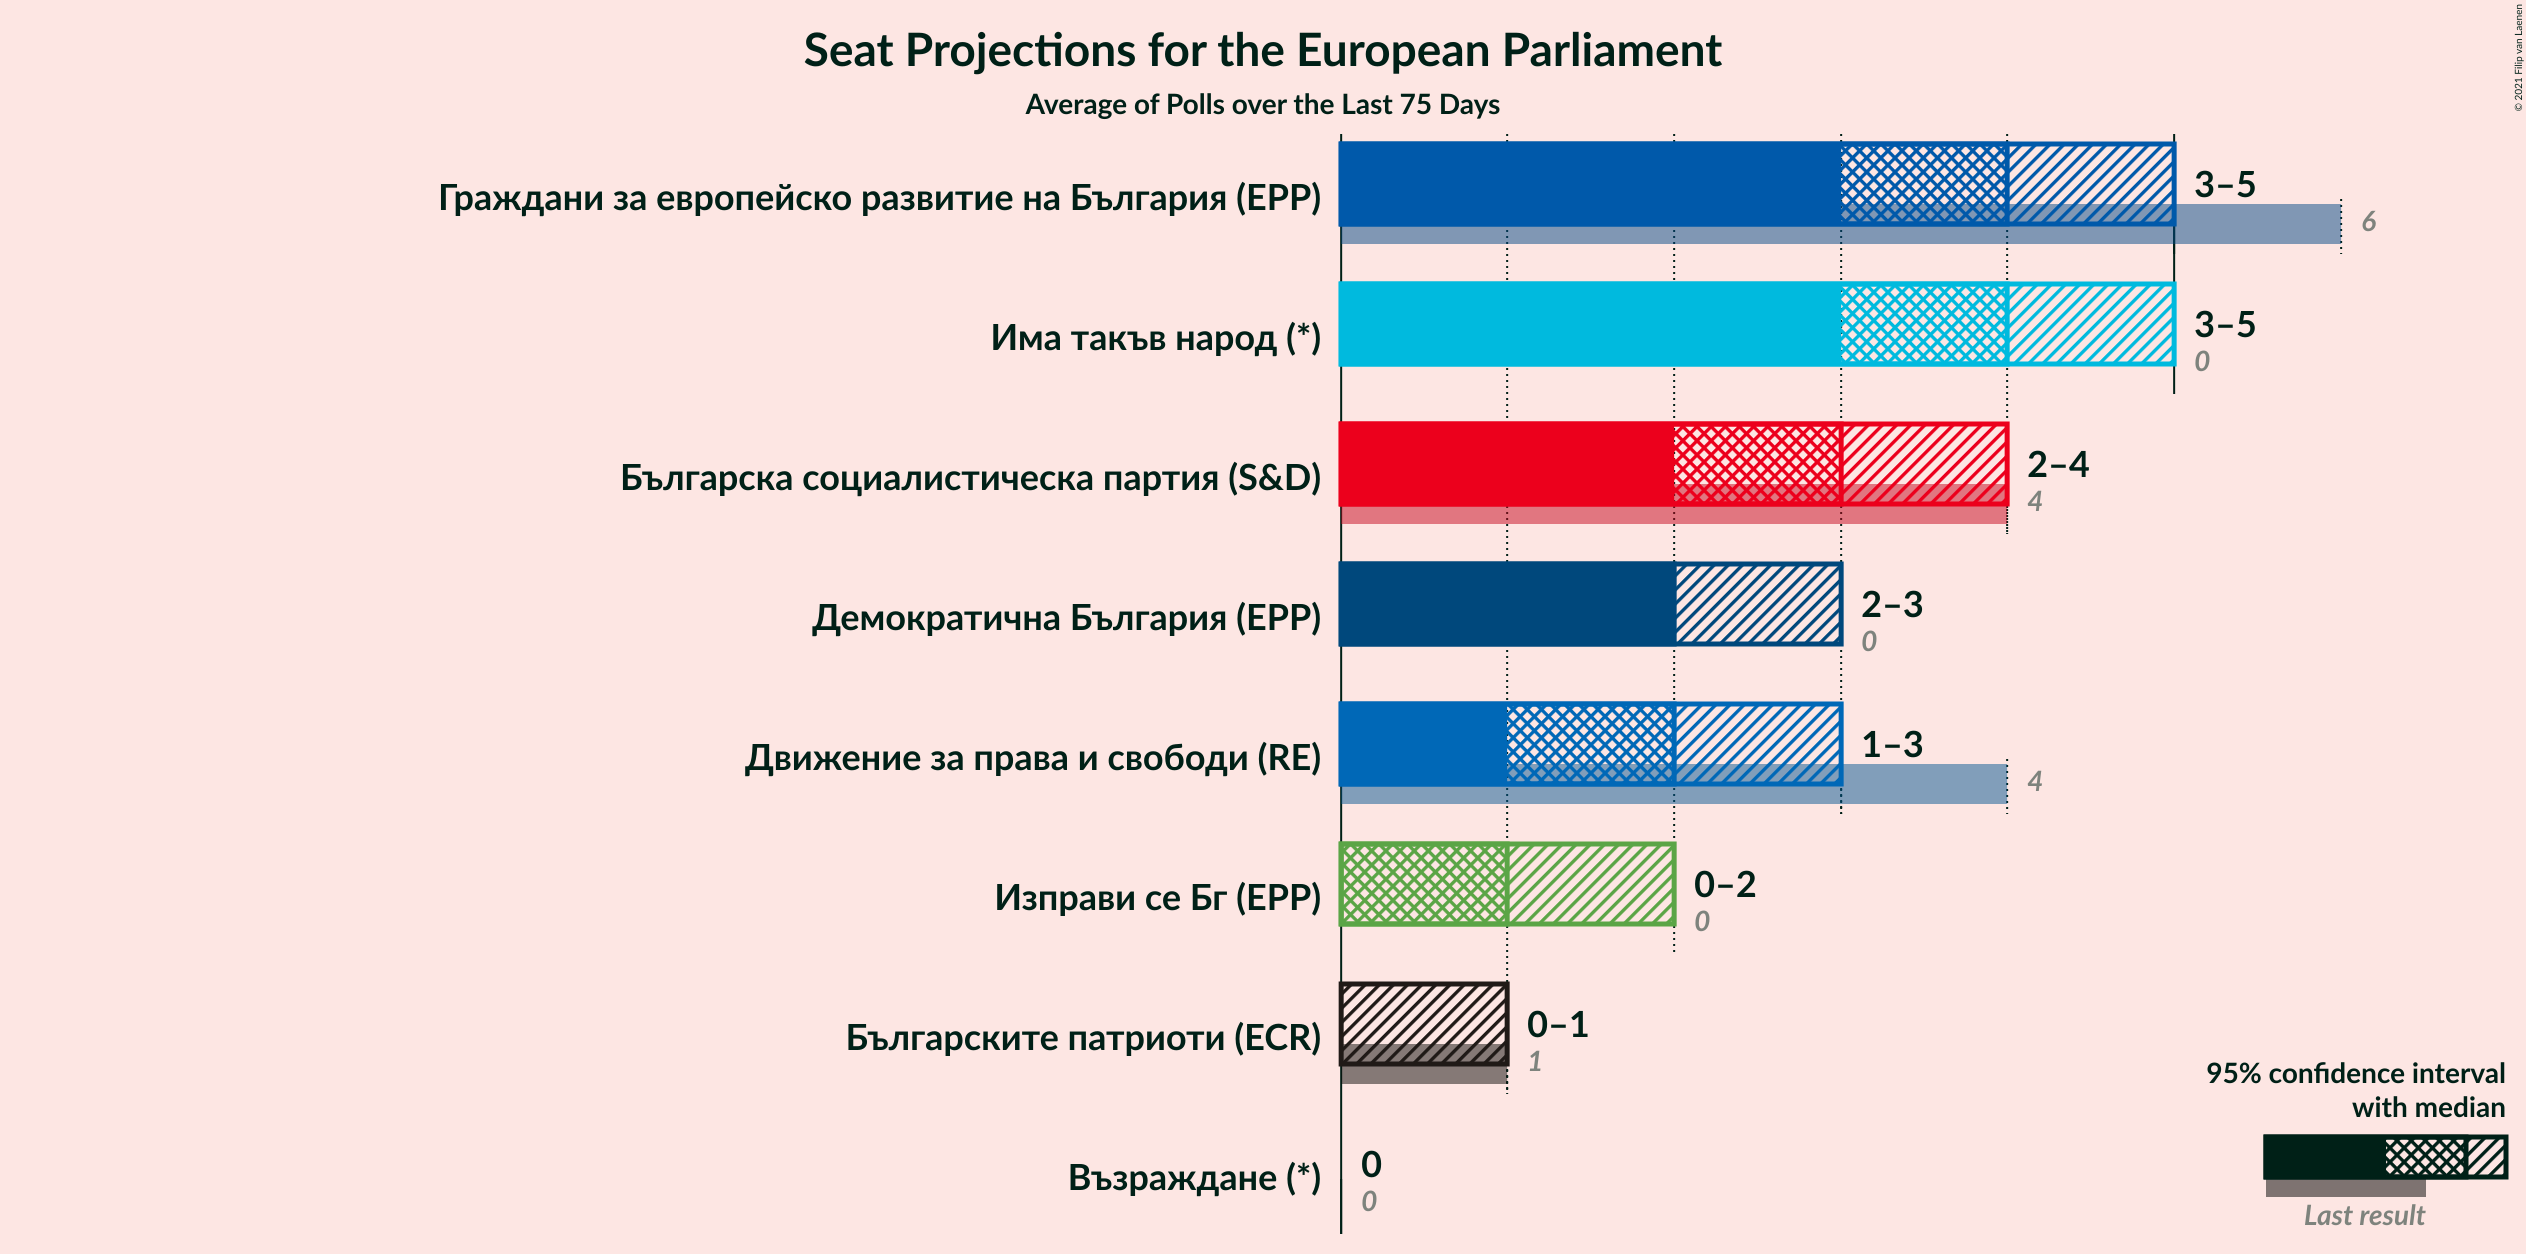 Seat Projections for the European Parliament
Average of Polls over the Last 75 Days
© 2021 Filip van Laenen
Граждани за европейско развитие на България (EPP)
3–5
6
Има такъв народ (*)
3–5
0
Българска социалистическа партия (S&D)
2–4
4
Демократична България (EPP)
2–3
0
Движение за права и свободи (RE)
1–3
4
Изправи се Бг (EPP)
0–2
0
Българските патриоти (ECR)
0–1
1
Възраждане (*)
0
0
95% confidence interval
with median
Last result